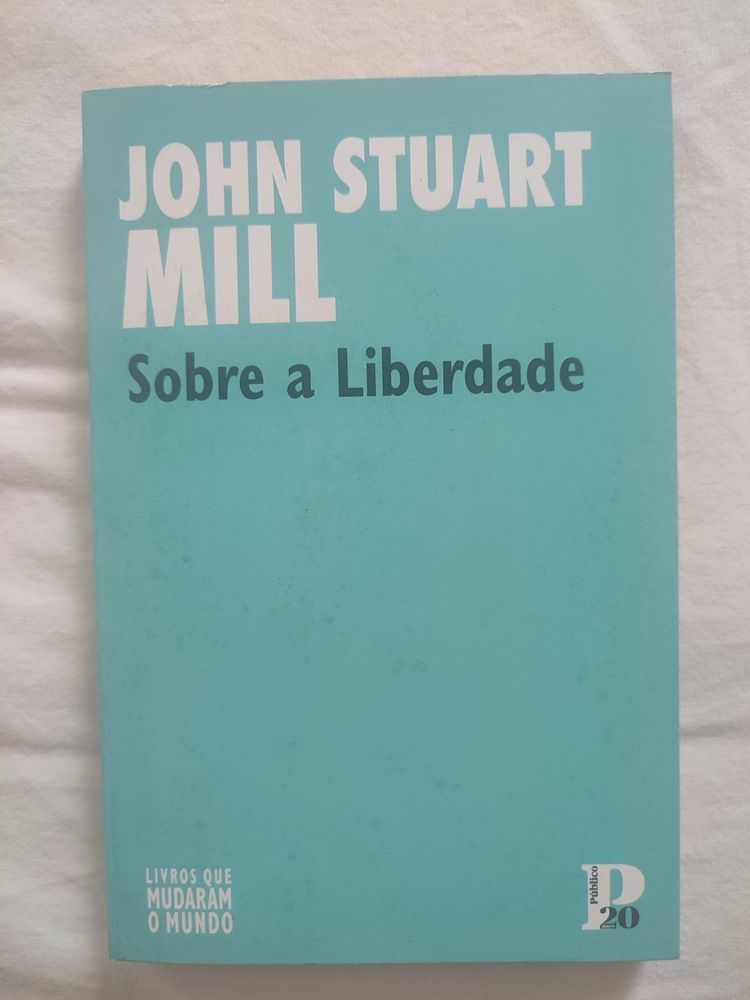 JOHN STUART
MILL
Sobre a Liberdade
LIVROS QUE
MUDARAM
O MUNDO
Público
P
20